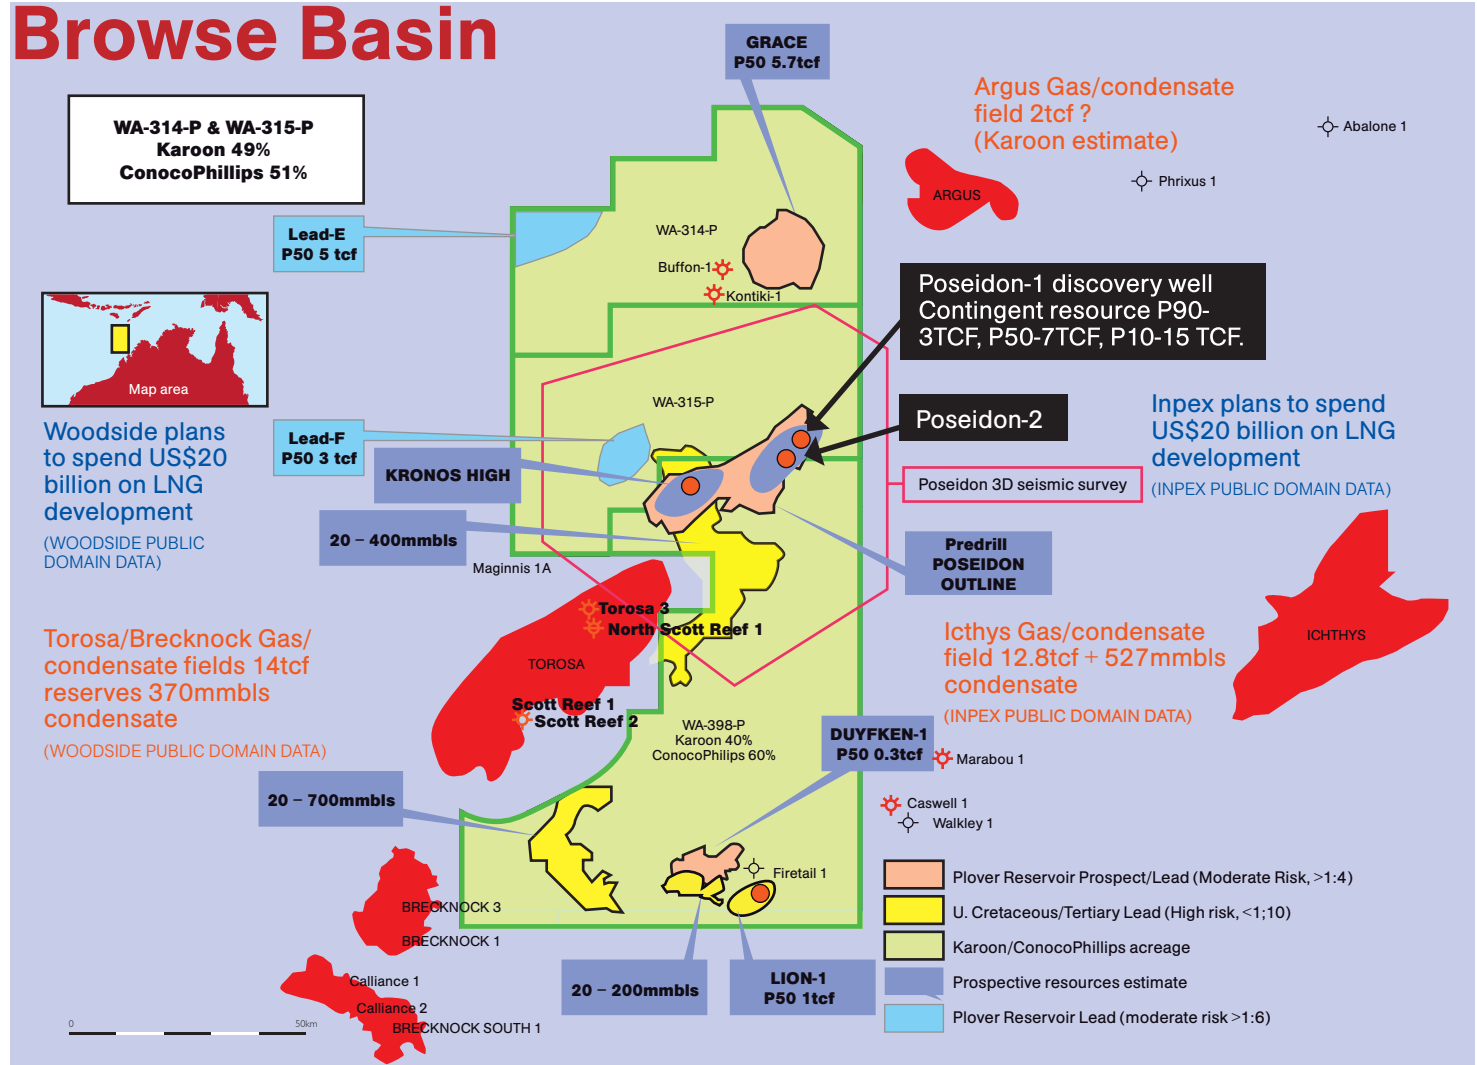 Browse Basin
GRACE
P50 5.7tcf
WA-314-P & WA-315-P
Karoon 49%
ConocoPhillips 51%
Argus Gas/condensate
field 2tcf ?
(Karoon estimate)
Abalone 1
Phrixus 1
ARGUS
Lead-E
P50 5 tcf
WA-314-P
Buffon-1
Kontiki-1
Poseidon-1 discovery well
Contingent resource P90-
3TCF, P50-7TCF, P10-15 TCF.
Map area
WA-315-P
Poseidon-2
Inpex plans to spend
US$20 billion on LNG
development
(INPEX PUBLIC DOMAIN DATA)
Woodside plans
to spend US$20
billion on LNG
development
(WOODSIDE PUBLIC
DOMAIN DATA)
Lead-F
P50 3 tcf
KRONOS HIGH
Poseidon 3D seismic survey
20 – 400mmbls
Maginnis 1A
Predrill
POSEIDON
OUTLINE
Torosa 3
North Scott Reef 1
TOROSA
Scott Reef 1
Scott Reef 2
Torosa/Brecknock Gas/
condensate fields 14tcf
reserves 370mmbls
condensate
(WOODSIDE PUBLIC DOMAIN DATA)
Icthys Gas/condensate
field 12.8tcf + 527mmbls
condensate
(INPEX PUBLIC DOMAIN DATA)
ICHTHYS
WA-398-P
Karoon 40%
ConocoPhilips 60%
DUYFKEN-1
P50 0.3tcf
Marabou 1
Caswell 1
Walkley 1
20 – 700mmbls
Firetail 1
BRECKNOCK 3
BRECKNOCK 1
Calliance 1
Calliance 2
BRECKNOCK SOUTH 1
20 – 200mmbls
LION-1
P50 1tcf
Plover Reservoir Prospect/Lead (Moderate Risk, >1:4)
U. Cretaceous/Tertiary Lead (High risk, <1;10)
Karoon/ConocoPhillips acreage
Prospective resources estimate
Plover Reservoir Lead (moderate risk >1:6)
0
50km